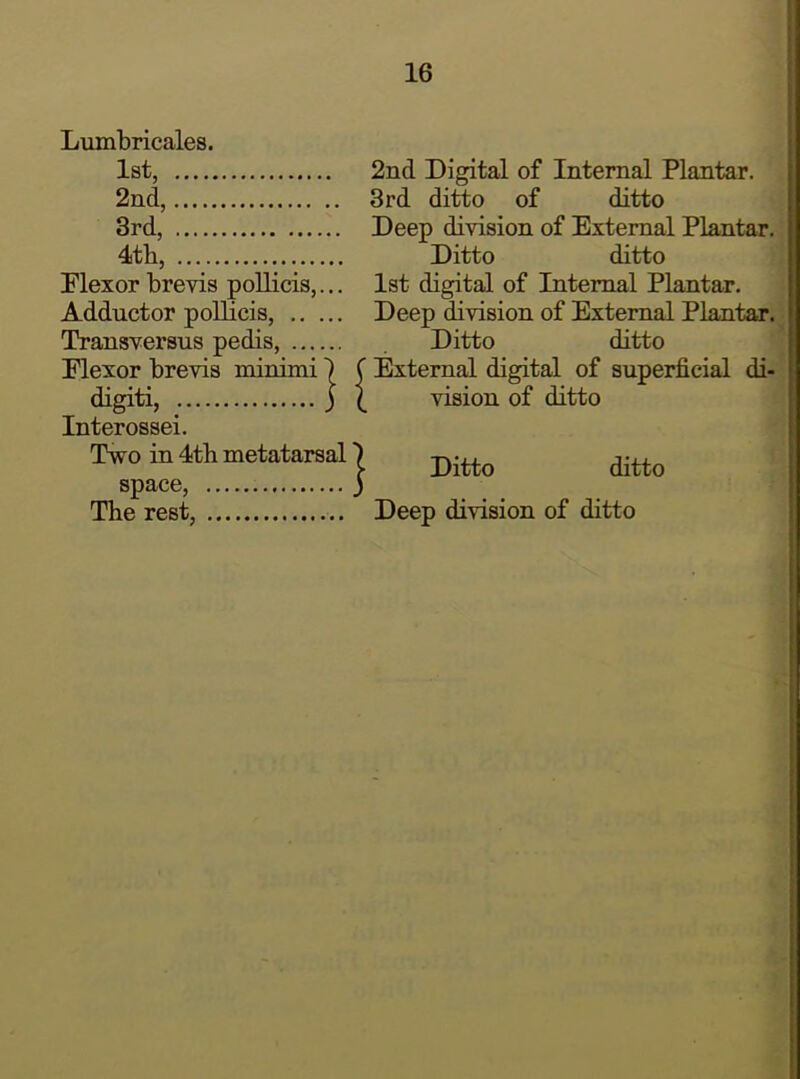 16
Lumbricales.
1st, .................... 2nd Digital of Internal Plantar.
2nd, .................... 3rd ditto of ditto
3rd, .................... Deep division of External Plantar.
4th, .................... Ditto ditto
Flexor brevis pollicis,... 1st digital of Internal Plantar.
Adductor pollicis, ..... Deep division of External Plantar.
Transversus pedis, ...... Ditto ditto
Flexor brevis minimi } { External digital of superficial di-
digiti, ................. } { vision of ditto
Interossei.
Two in 4th metatarsal }
space, .................. } Ditto ditto
The rest, ................ Deep division of ditto